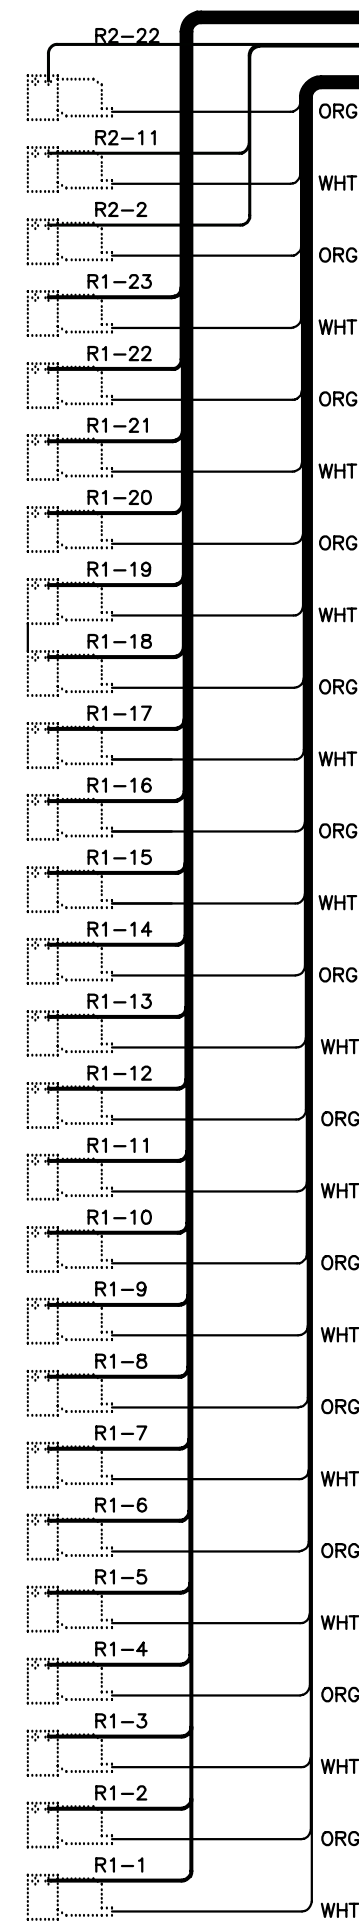 R2-22
ORG
R2-11
WHT
R2-2
ORG
R1-23
WHT
R1-22
ORG
R1-21
WHT
R1-20
ORG
R1-19
WHT
R1-18
ORG
R1-17
WHT
R1-16
ORG
R1-15
WHT
R1-14
ORG
R1-13
WHT
R1-12
ORG
R1-11
WHT
R1-10
ORG
R1-9
WHT
R1-8
ORG
R1-7
WHT
R1-6
ORG
R1-5
WHT
R1-4
ORG
R1-3
WHT
R1-2
ORG
R1-1
WHT